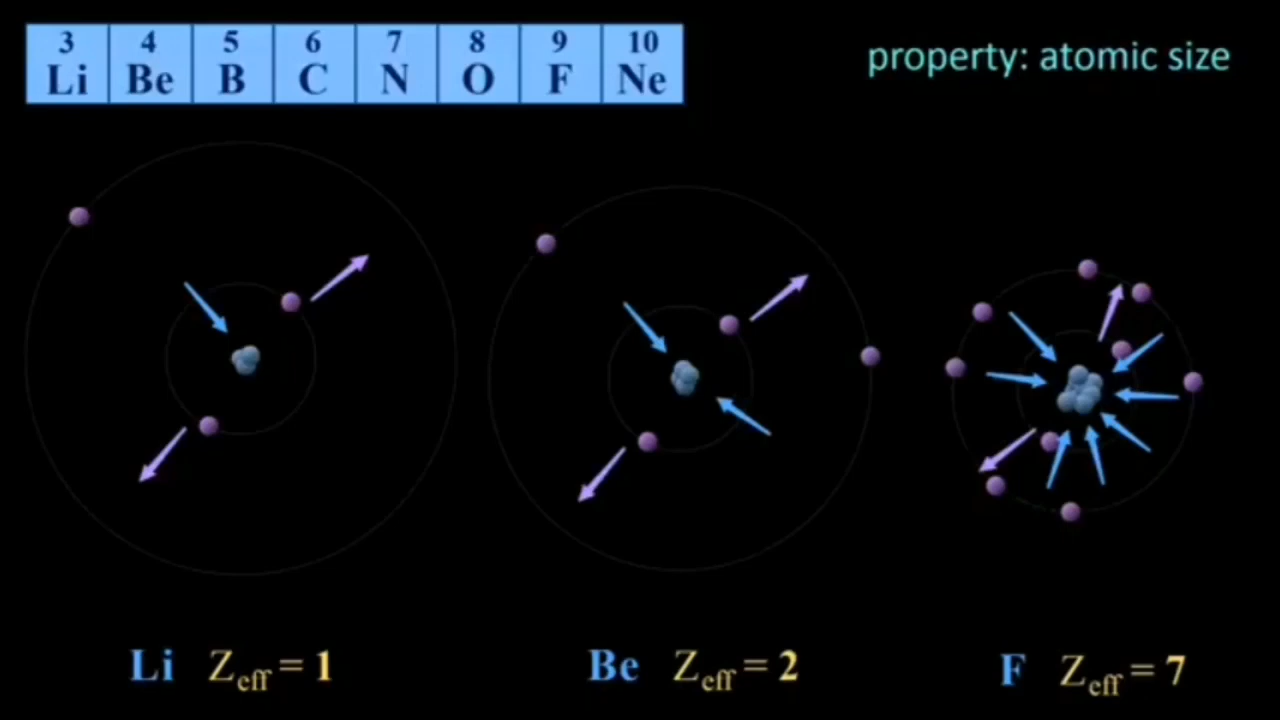 3 4 5 6 7 8 9 10
Li Be B C N O F Ne
property: atomic size
Li Zeff = 1
Be Zeff = 2
F Zeff = 7